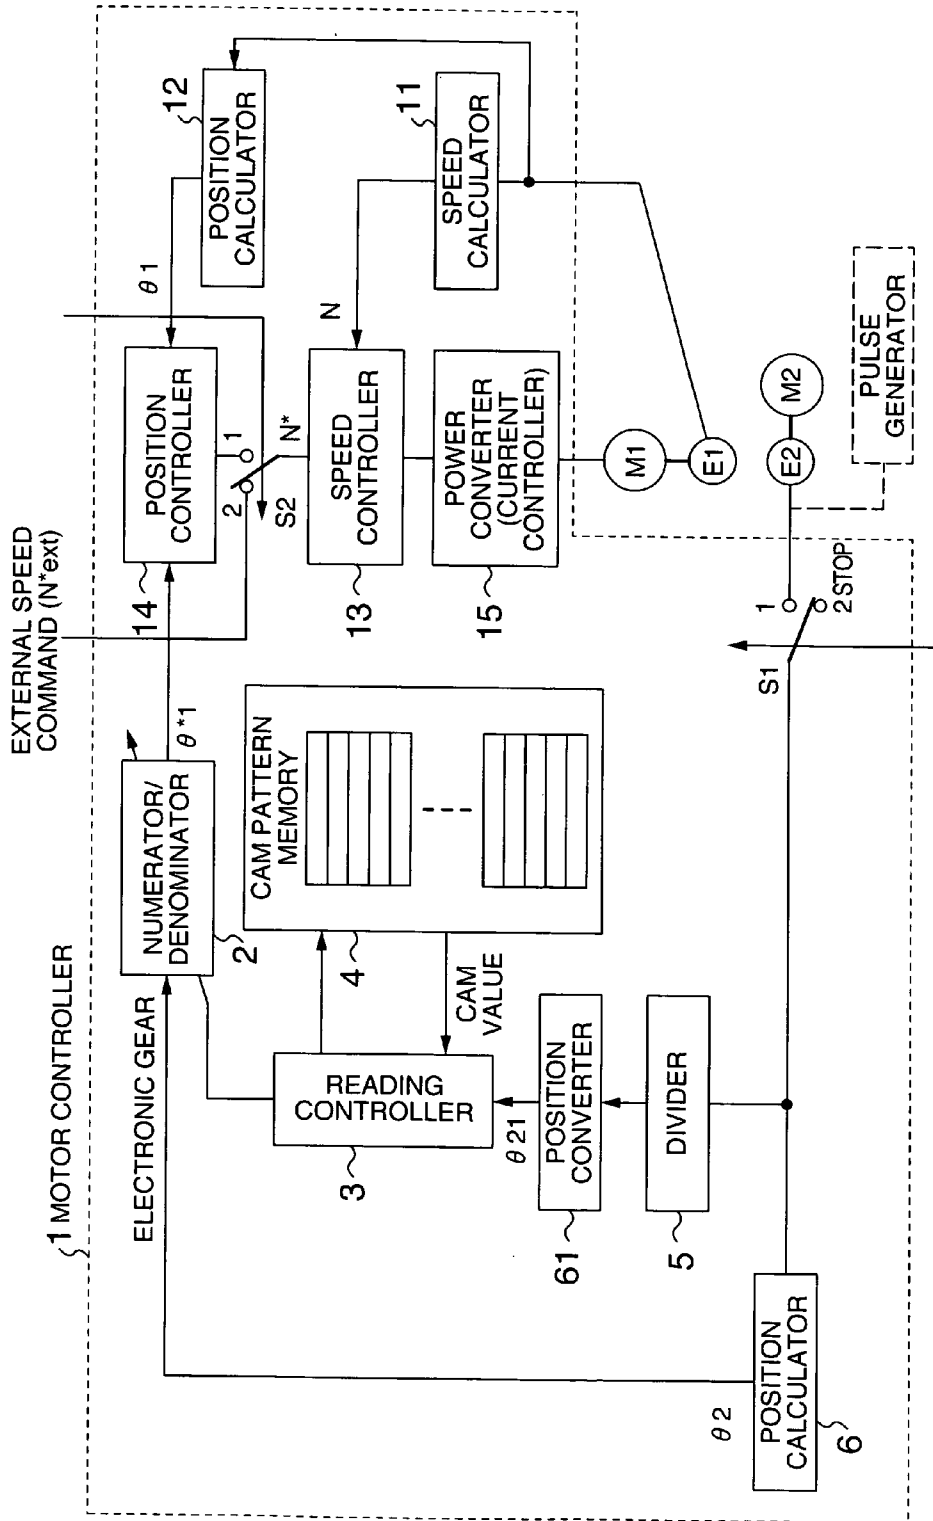 1 MOTOR CONTROLLER
ELECTRONIC GEAR
NUMERATOR/
DENOMINATOR
2
θ*1
EXTERNAL SPEED
COMMAND (N*ext)
14
POSITION
CONTROLLER
θ1
12
POSITION
CALCULATOR
2
1
S2
N*
READING
CONTROLLER
3
CAM PATTERN
MEMORY
4
CAM
VALUE
13
SPEED
CONTROLLER
N
11
SPEED
CALCULATOR
θ21
POSITION
CONVERTER
61
15
POWER
CONVERTER
(CURRENT
CONTROLLER)
DIVIDER
5
M1
E1
θ2
POSITION
CALCULATOR
6
S1
1
2 STOP
E2
M2
PULSE
GENERATOR